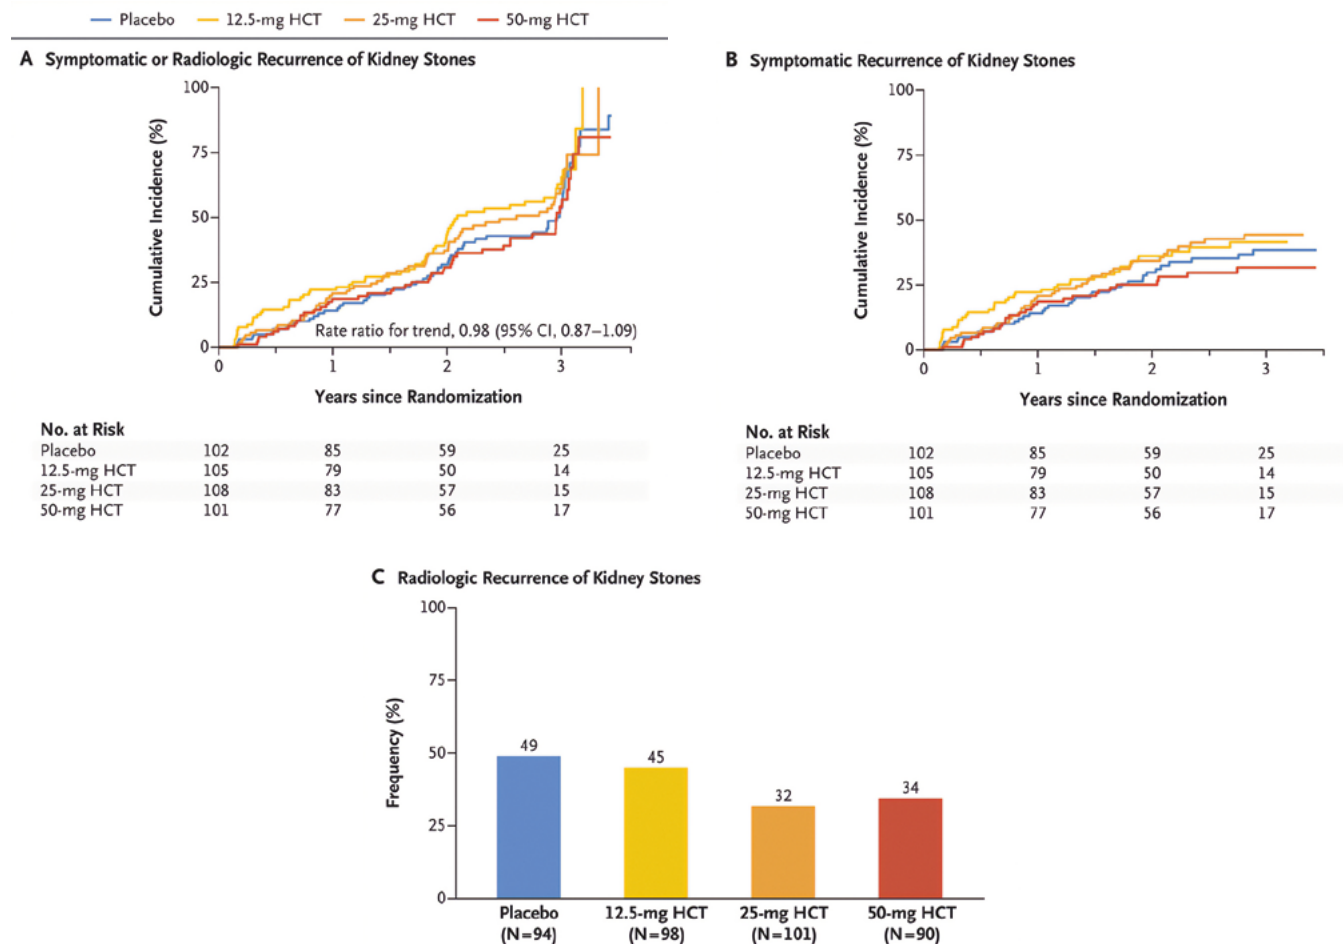 Placebo 12.5-mg HCT 25-mg HCT 50-mg HCT
A Symptomatic or Radiologic Recurrence of Kidney Stones
Cumulative Incidence (%)
100
75
50
25
0
Rate ratio for trend, 0.98 (95% CI, 0.87–1.09)
0 1 2 3
Years since Randomization
No. at Risk
Placebo 102 85 59 25
12.5-mg HCT 105 79 50 14
25-mg HCT 108 83 57 15
50-mg HCT 101 77 56 17
B Symptomatic Recurrence of Kidney Stones
Cumulative Incidence (%)
100
75
50
25
0
0 1 2 3
Years since Randomization
No. at Risk
Placebo 102 85 59 25
12.5-mg HCT 105 79 50 14
25-mg HCT 108 83 57 15
50-mg HCT 101 77 56 17
C Radiologic Recurrence of Kidney Stones
Frequency (%)
100
75
50
25
0
49 45 32 34
Placebo 12.5-mg HCT 25-mg HCT 50-mg HCT
(N=94) (N=98) (N=101) (N=90)